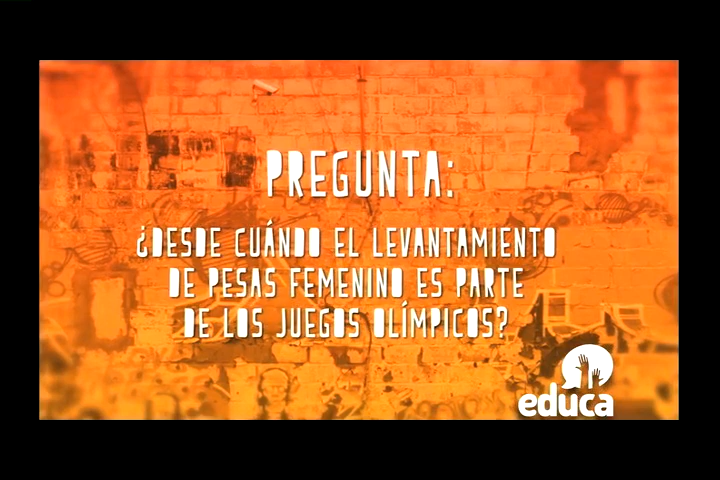 PREGUNTA:
¿DESDE CUÁNDO EL LEVANTAMIENTO
DE PESAS FEMENINO ES PARTE
DE LOS JUEGOS OLÍMPICOS?
educa